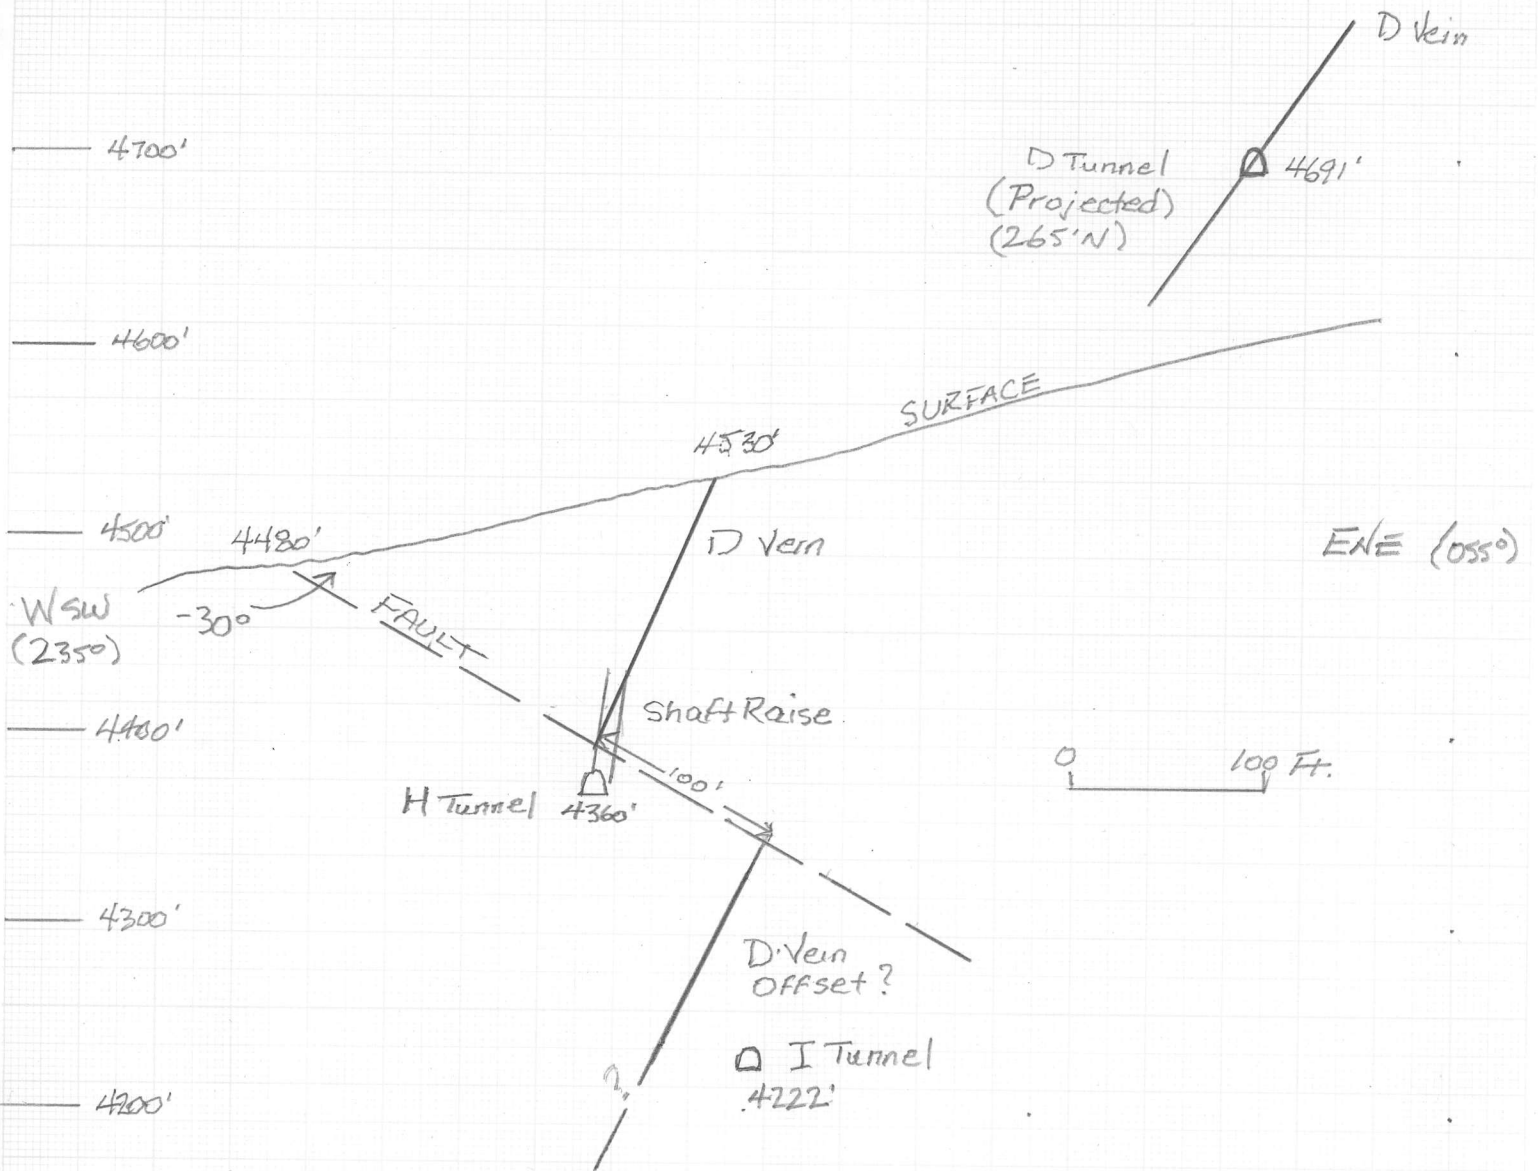 D Vein
4700'
D Tunnel
(Projected)
(265'N)
4691'
4600'
SURFACE
4530'
4500'
4480'
D Vein
ENE (055°)
WSW
(235°)
-30°
FAULT
4400'
Shaft Raise
100'
H Tunnel
4360'
0
100 Ft.
4300'
D. Vein
Offset?
I Tunnel
4222'
?
4200'